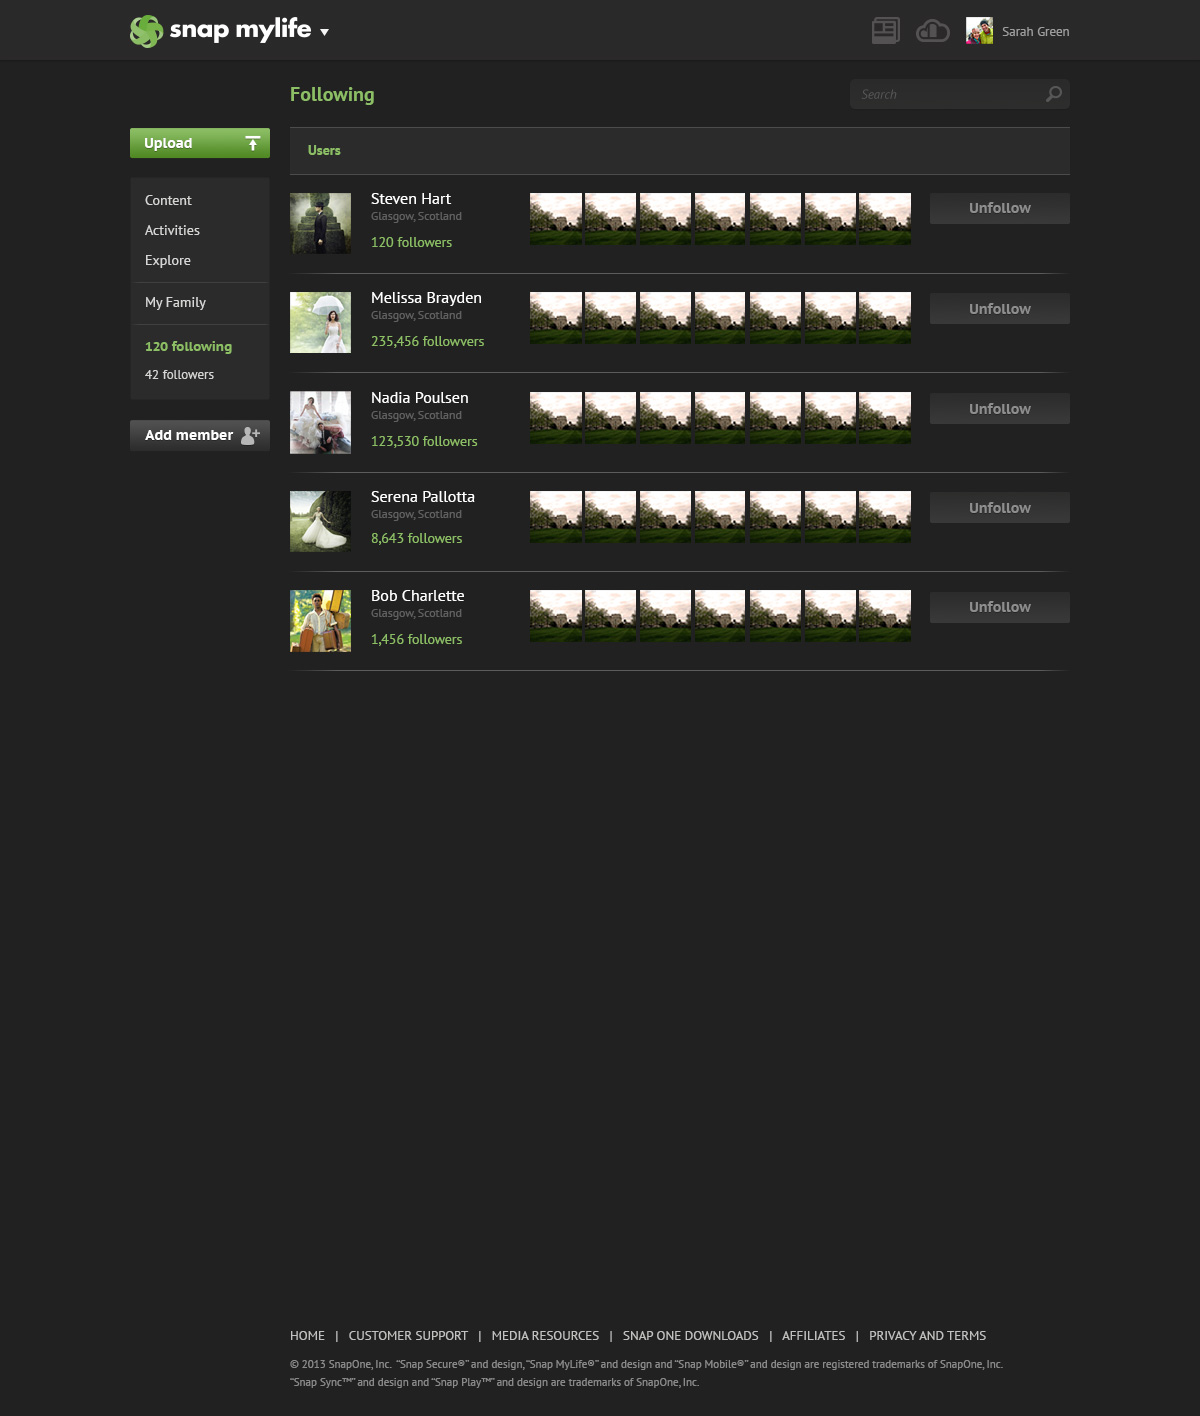 snap mylife
Sarah Green
Following
Search
Upload
Users
Content
Activities
Explore
My Family
120 following
42 followers
Add member
Steven Hart
Glasgow, Scotland
120 followers
Unfollow
Melissa Brayden
Glasgow, Scotland
235,456 followvers
Unfollow
Nadia Poulsen
Glasgow, Scotland
123,530 followers
Unfollow
Serena Pallotta
Glasgow, Scotland
8,643 followers
Unfollow
Bob Charlette
Glasgow, Scotland
1,456 followers
Unfollow
HOME | CUSTOMER SUPPORT | MEDIA RESOURCES | SNAP ONE DOWNLOADS | AFFILIATES | PRIVACY AND TERMS
© 2013 SnapOne, Inc. “Snap Secure®” and design, “Snap MyLife®” and design and “Snap Mobile®” and design are registered trademarks of SnapOne, Inc.
“Snap Sync™” and design and “Snap Play™” and design are trademarks of SnapOne, Inc.